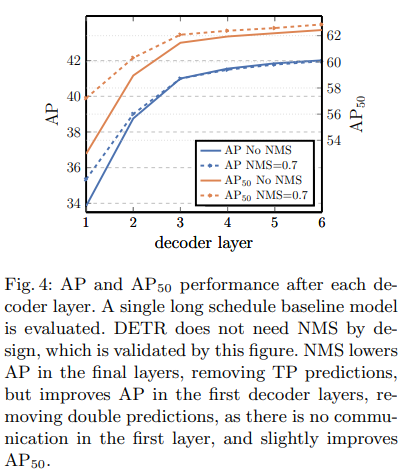 42
40
38
36
34
AP
62
60
58
56
54
AP50
AP No NMS
AP NMS=0.7
AP50 No NMS
AP50 NMS=0.7
1 2 3 4 5 6
decoder layer
Fig. 4: AP and AP50 performance after each de-
coder layer. A single long schedule baseline model
is evaluated. DETR does not need NMS by de-
sign, which is validated by this figure. NMS lowers
AP in the final layers, removing TP predictions,
but improves AP in the first decoder layers, re-
moving double predictions, as there is no commu-
nication in the first layer, and slightly improves
AP50.